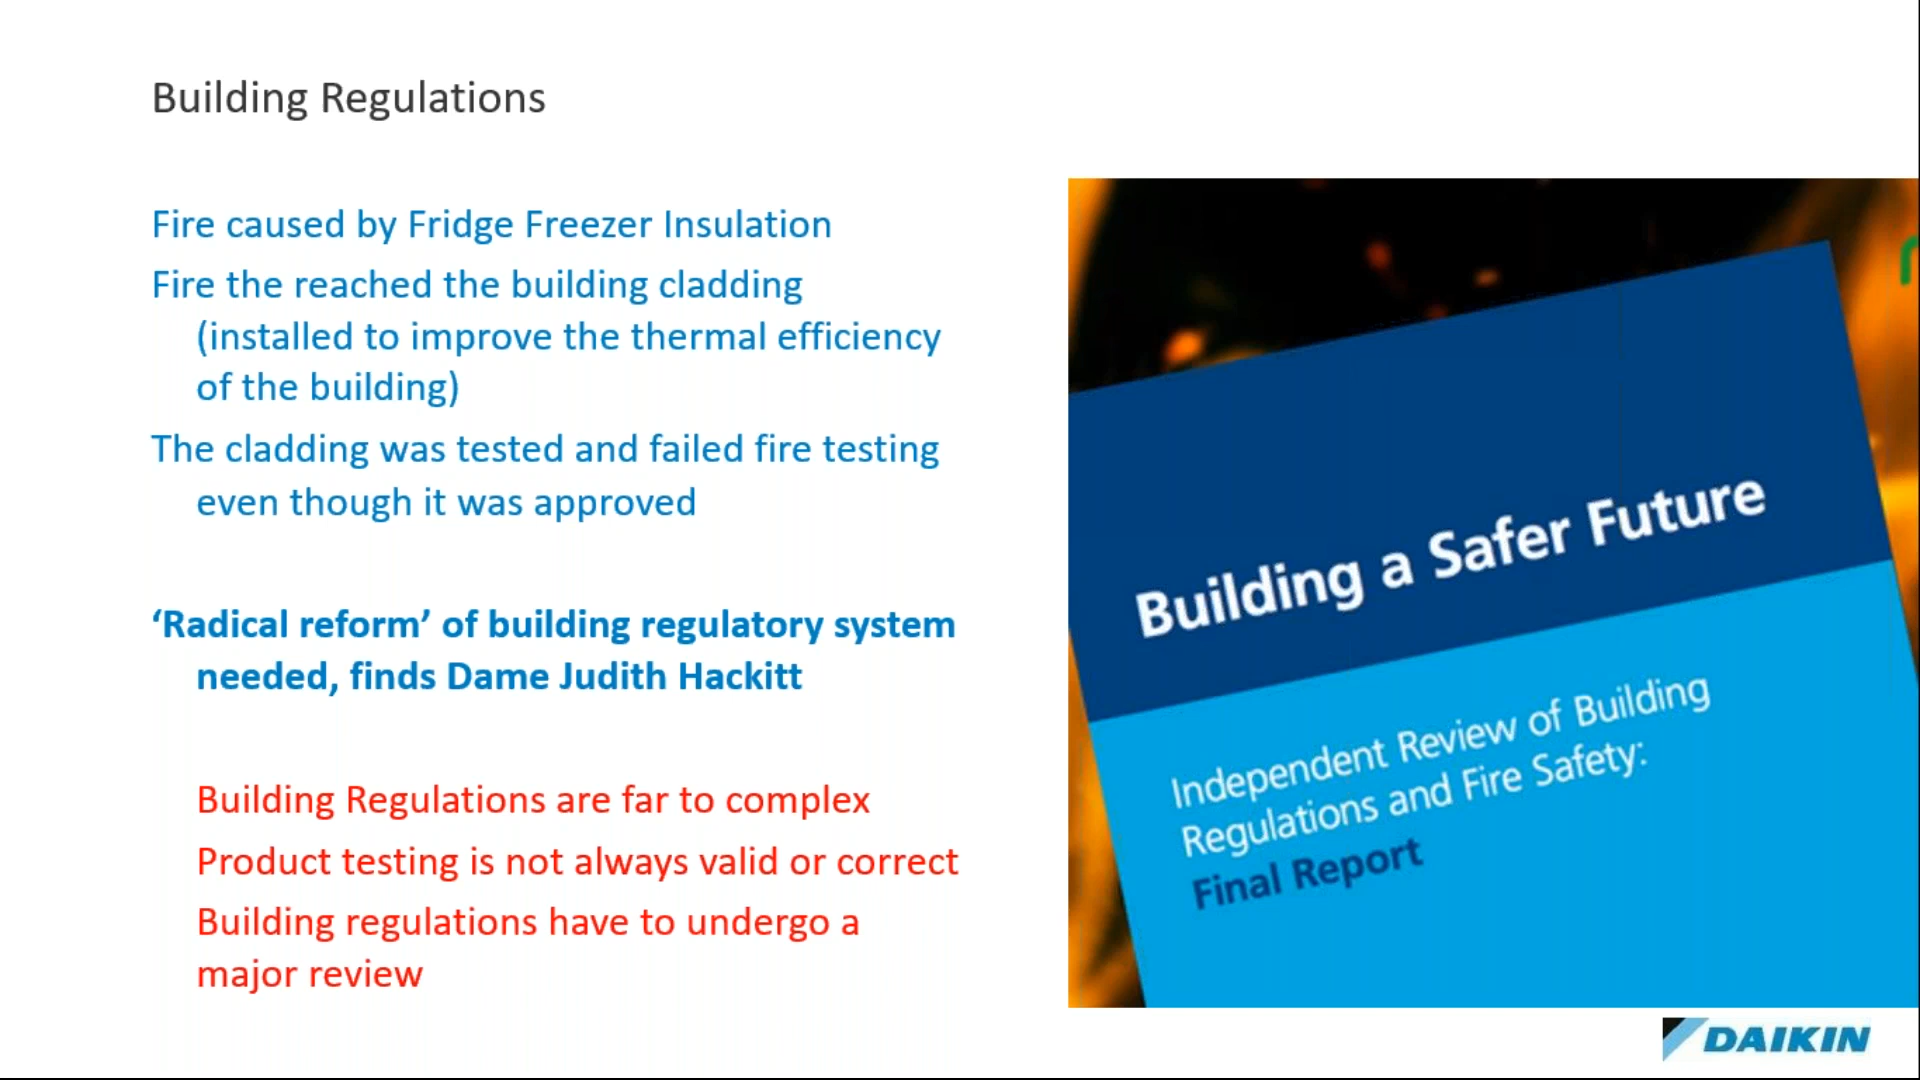 Building Regulations
Fire caused by Fridge Freezer Insulation
Fire the reached the building cladding
(installed to improve the thermal efficiency
of the building)
The cladding was tested and failed fire testing
even though it was approved
‘Radical reform’ of building regulatory system
needed, finds Dame Judith Hackitt
Building Regulations are far to complex
Product testing is not always valid or correct
Building regulations have to undergo a
major review
Building a Safer Future
Independent Review of Building
Regulations and Fire Safety:
Final Report
DAIKIN